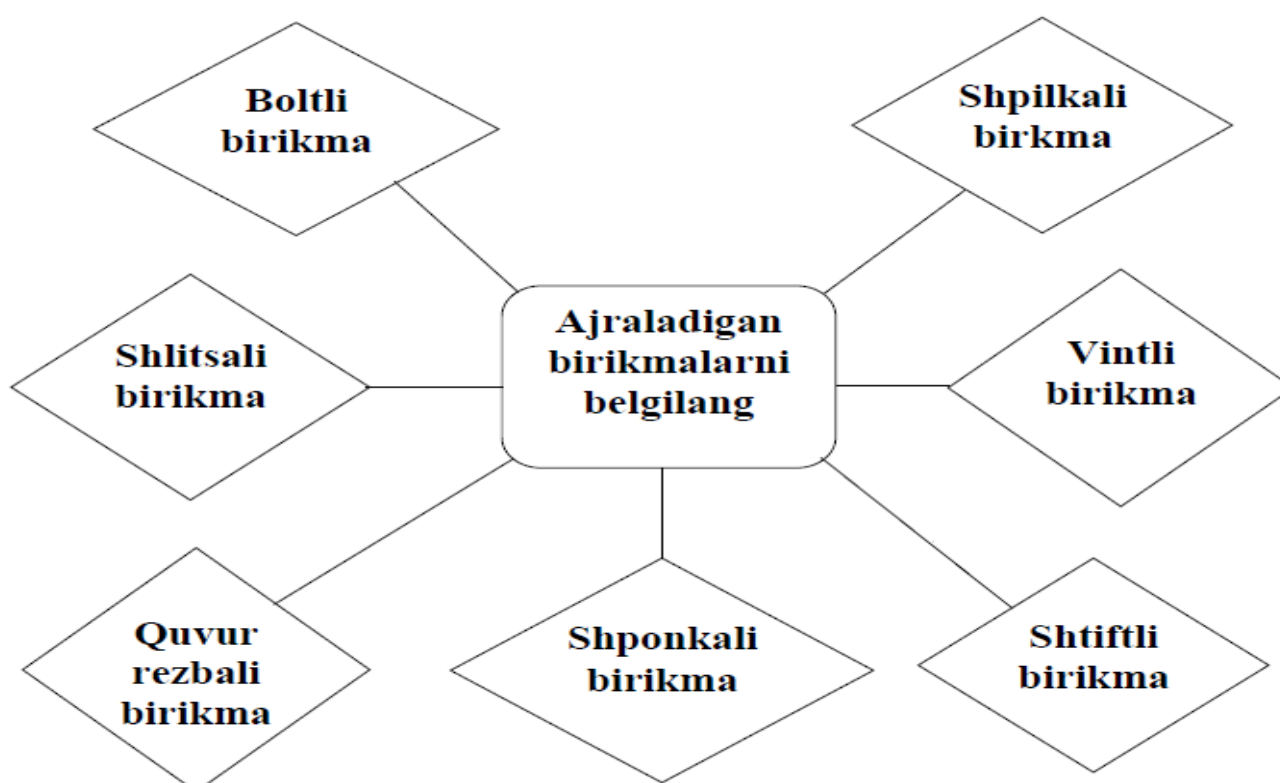 Boltli
birikma
Shpilkali
birkma
Ajraladigan
birikmalarni
belgilang
Shlitsali
birikma
Vintli
birikma
Quvur
rezbali
birikma
Shponkali
birikma
Shtiftli
birikma